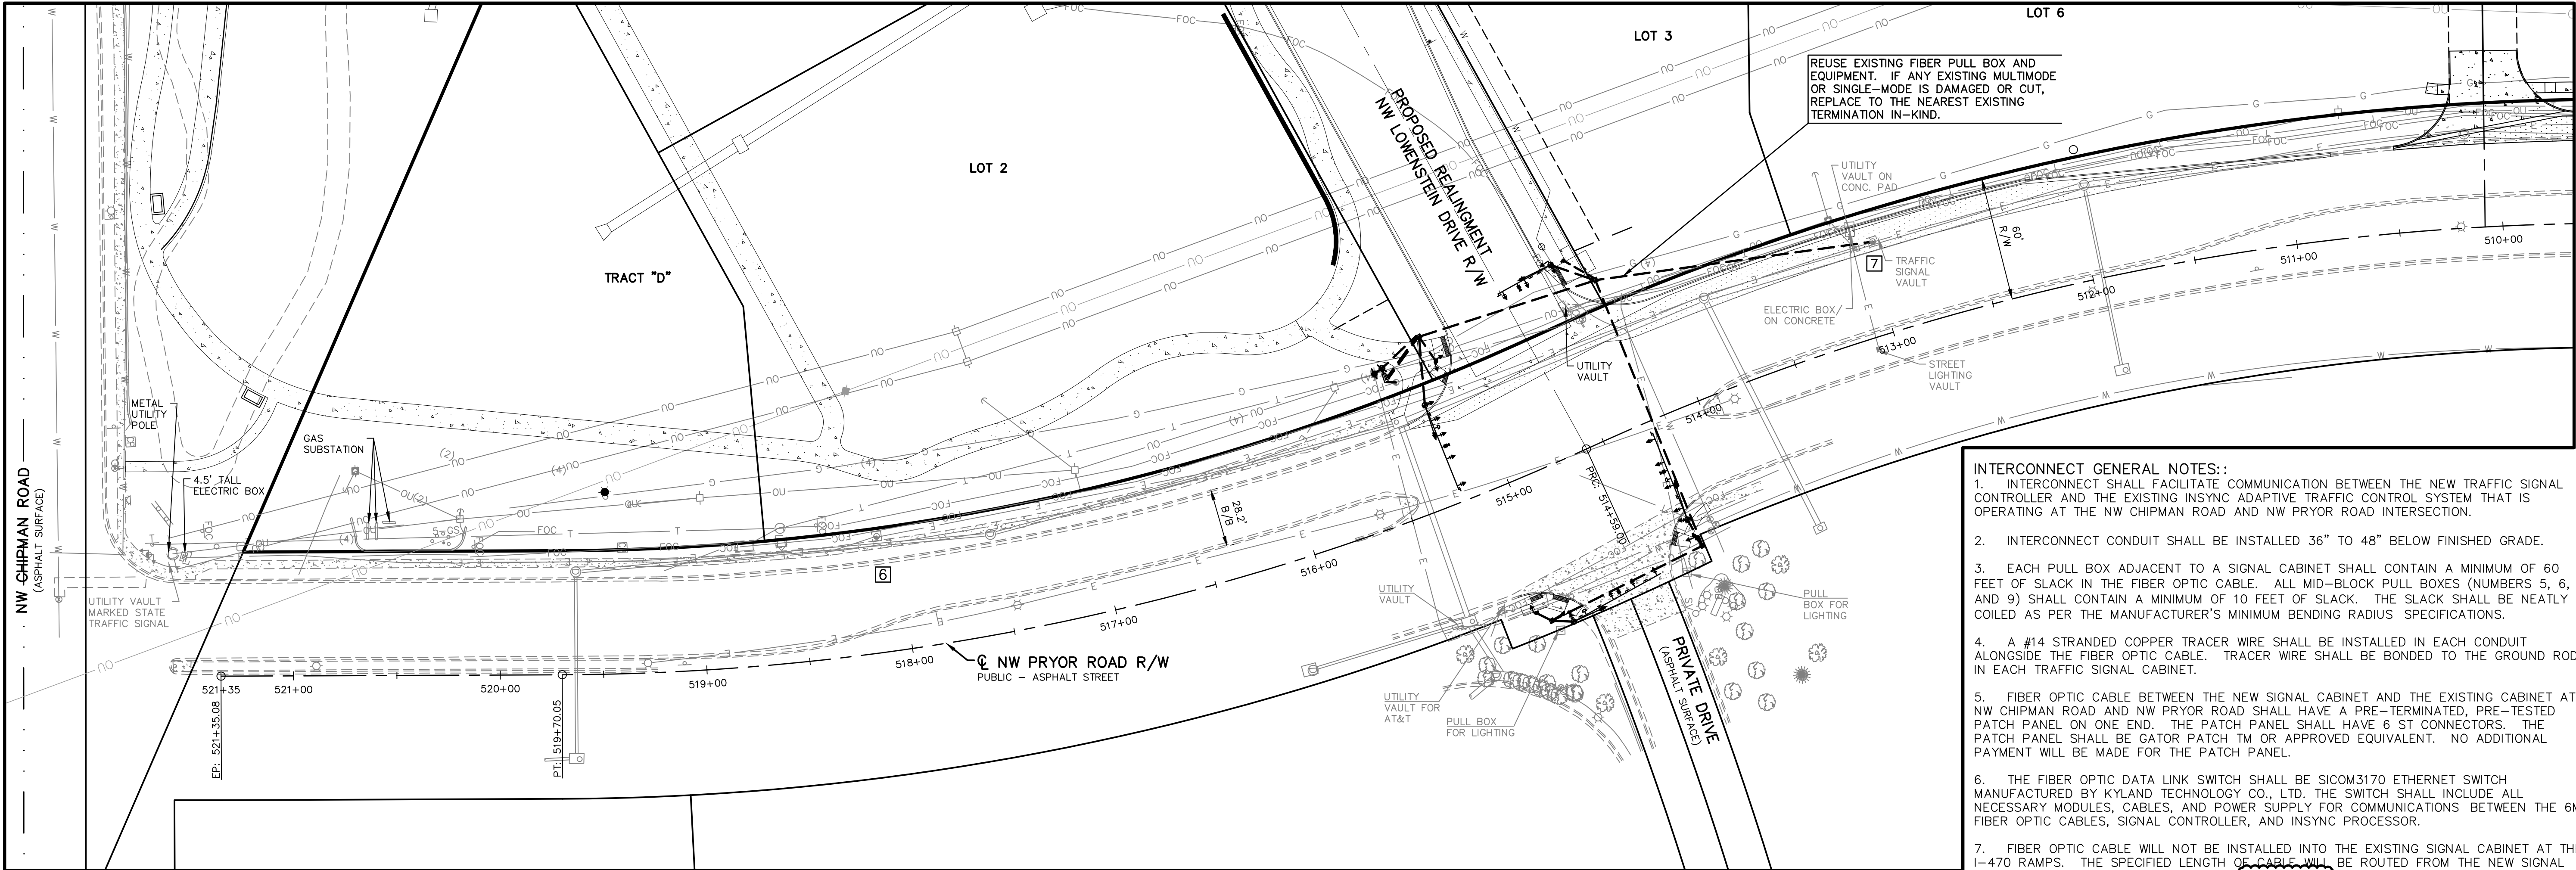 LOT 6
LOT 3
REUSE EXISTING FIBER PULL BOX AND
EQUIPMENT. IF ANY EXISTING MULTIMODE
OR SINGLE-MODE IS DAMAGED OR CUT,
REPLACE TO THE NEAREST EXISTING
TERMINATION IN-KIND.
PROPOSED REALINGMENT
NW LOWENSTEIN DRIVE R/W
LOT 2
TRACT "D"
UTILITY
VAULT ON
CONC. PAD
60'
R/W
510+00
511+00
512+00
513+00
514+00
515+00
516+00
517+00
518+00
519+00
520+00
521+00
521+35
7
TRAFFIC
SIGNAL
VAULT
ELECTRIC BOX/
ON CONCRETE
STREET
LIGHTING
VAULT
UTILITY
VAULT
METAL
UTILITY
POLE
GAS
SUBSTATION
4.5' TALL
ELECTRIC BOX
5-GSV
NW CHIPMAN ROAD
(ASPHALT SURFACE)
UTILITY VAULT
MARKED STATE
TRAFFIC SIGNAL
6
28.2'
B/B
PRC: 514+59.00
℄ NW PRYOR ROAD R/W
PUBLIC - ASPHALT STREET
EP: 521+35.08
PT: 519+70.05
UTILITY
VAULT
UTILITY
VAULT FOR
AT&T
PULL BOX
FOR LIGHTING
PULL
BOX FOR
LIGHTING
PRIVATE DRIVE
(ASPHALT SURFACE)
INTERCONNECT GENERAL NOTES::
1. INTERCONNECT SHALL FACILITATE COMMUNICATION BETWEEN THE NEW TRAFFIC SIGNAL
CONTROLLER AND THE EXISTING INSYNC ADAPTIVE TRAFFIC CONTROL SYSTEM THAT IS
OPERATING AT THE NW CHIPMAN ROAD AND NW PRYOR ROAD INTERSECTION.
2. INTERCONNECT CONDUIT SHALL BE INSTALLED 36" TO 48" BELOW FINISHED GRADE.
3. EACH PULL BOX ADJACENT TO A SIGNAL CABINET SHALL CONTAIN A MINIMUM OF 60
FEET OF SLACK IN THE FIBER OPTIC CABLE. ALL MID-BLOCK PULL BOXES (NUMBERS 5, 6,
AND 9) SHALL CONTAIN A MINIMUM OF 10 FEET OF SLACK. THE SLACK SHALL BE NEATLY
COILED AS PER THE MANUFACTURER'S MINIMUM BENDING RADIUS SPECIFICATIONS.
4. A #14 STRANDED COPPER TRACER WIRE SHALL BE INSTALLED IN EACH CONDUIT
ALONGSIDE THE FIBER OPTIC CABLE. TRACER WIRE SHALL BE BONDED TO THE GROUND ROD
IN EACH TRAFFIC SIGNAL CABINET.
5. FIBER OPTIC CABLE BETWEEN THE NEW SIGNAL CABINET AND THE EXISTING CABINET AT
NW CHIPMAN ROAD AND NW PRYOR ROAD SHALL HAVE A PRE-TERMINATED, PRE-TESTED
PATCH PANEL ON ONE END. THE PATCH PANEL SHALL HAVE 6 ST CONNECTORS. THE
PATCH PANEL SHALL BE GATOR PATCH TM OR APPROVED EQUIVALENT. NO ADDITIONAL
PAYMENT WILL BE MADE FOR THE PATCH PANEL.
6. THE FIBER OPTIC DATA LINK SWITCH SHALL BE SICOM3170 ETHERNET SWITCH
MANUFACTURED BY KYLAND TECHNOLOGY CO., LTD. THE SWITCH SHALL INCLUDE ALL
NECESSARY MODULES, CABLES, AND POWER SUPPLY FOR COMMUNICATIONS BETWEEN THE 6M
FIBER OPTIC CABLES, SIGNAL CONTROLLER, AND INSYNC PROCESSOR.
7. FIBER OPTIC CABLE WILL NOT BE INSTALLED INTO THE EXISTING SIGNAL CABINET AT TH
I-470 RAMPS. THE SPECIFIED LENGTH OF CABLE WILL BE ROUTED FROM THE NEW SIGNAL